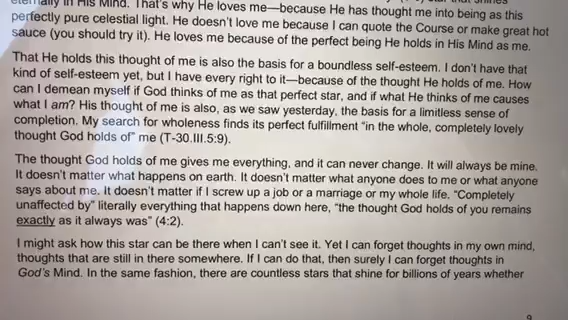 in His Mind. That's why He loves me—because He has thought me into being as this
perfectly pure celestial light. He doesn't love me because I can quote the Course or make great hot
sauce (you should try it). He loves me because of the perfect being He holds in His Mind as me.
That He holds this thought of me is also the basis for a boundless self-esteem. I don't have that
kind of self-esteem yet, but I have every right to it—because of the thought He holds of me. How
can I demean myself if God thinks of me as that perfect star, and if what He thinks of me causes
what I am? His thought of me is also, as we saw yesterday, the basis for a limitless sense of
completion. My search for wholeness finds its perfect fulfillment "in the whole, completely lovely
thought God holds of" me (T-30.III.5:9).
The thought God holds of me gives me everything, and it can never change. It will always be mine.
It doesn't matter what happens on earth. It doesn't matter what anyone does to me or what anyone
says about me. It doesn't matter if I screw up a job or a marriage or my whole life. "Completely
unaffected by" literally everything that happens down here, "the thought God holds of you remains
exactly as it always was" (4:2).
I might ask how this star can be there when I can't see it. Yet I can forget thoughts in my own mind,
thoughts that are still in there somewhere. If I can do that, then surely I can forget thoughts in
God's Mind. In the same fashion, there are countless stars that shine for billions of years whether